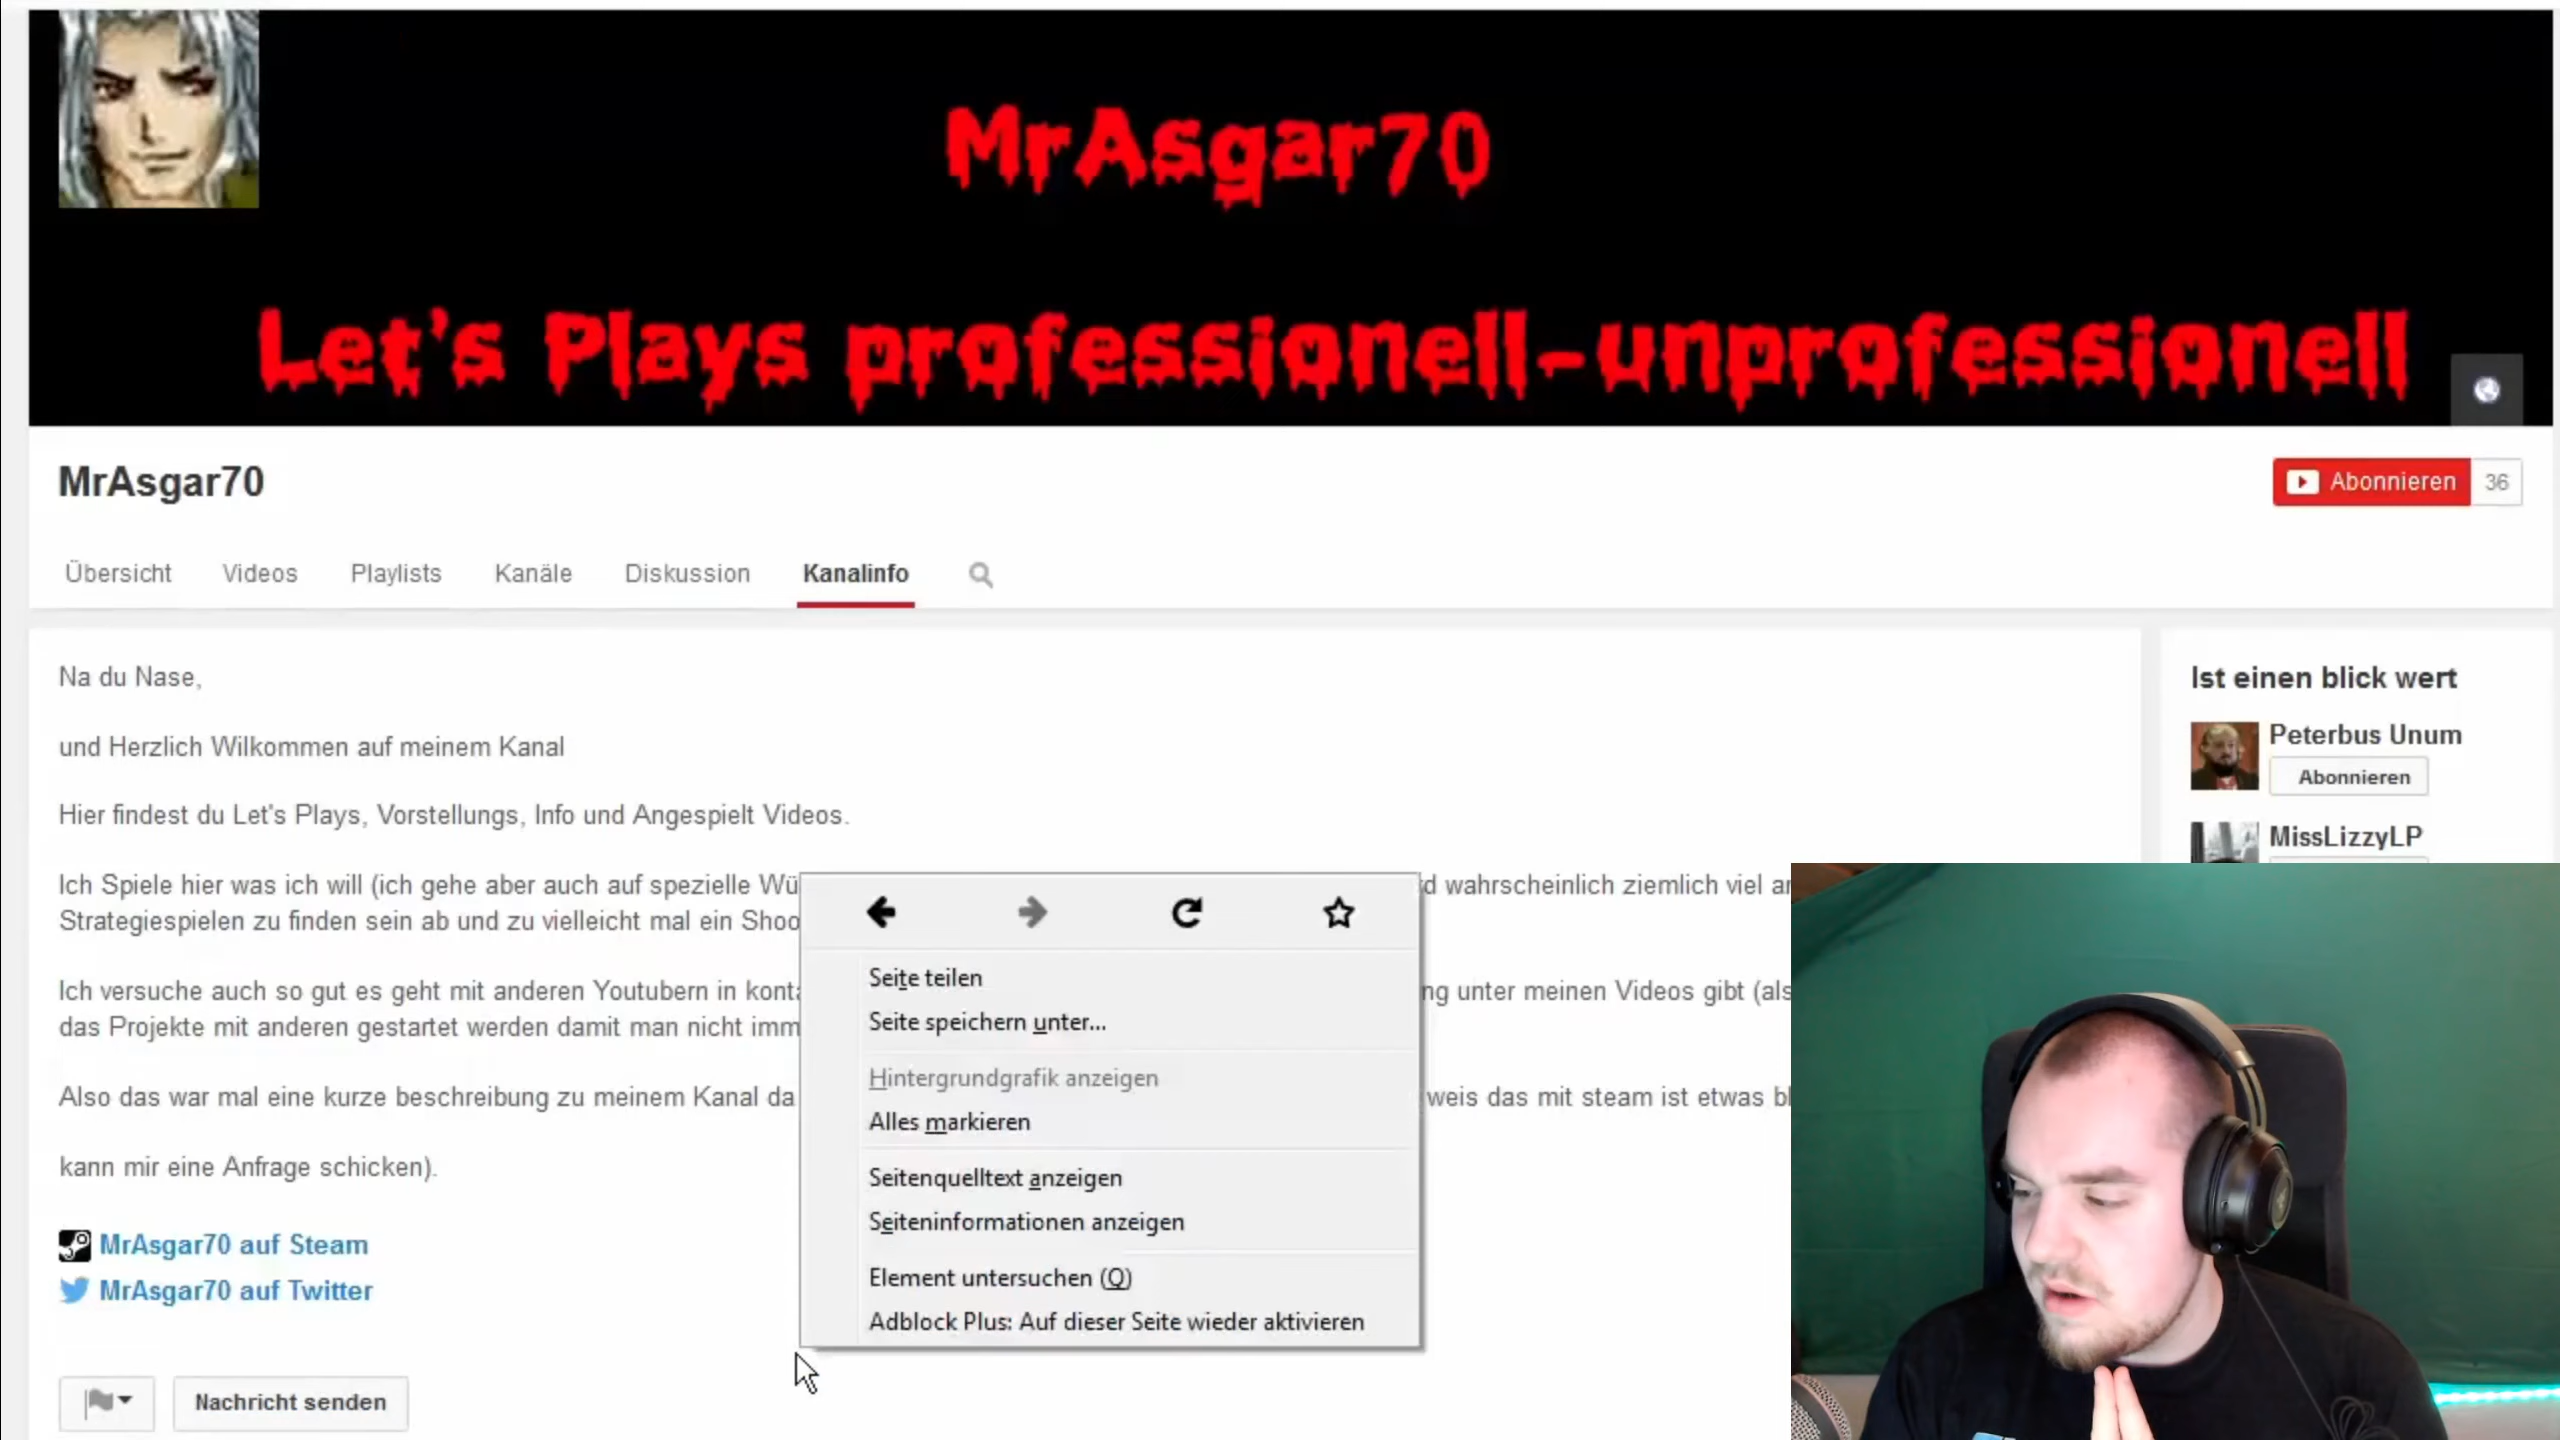 MrAsgar70
Let's Plays professionell-unprofessionell
MrAsgar70
Abonnieren 36
Übersicht Videos Playlists Kanäle Diskussion Kanalinfo
Na du Nase,
und Herzlich Wilkommen auf meinem Kanal
Hier findest du Let's Plays, Vorstellungs, Info und Angespielt Videos.
Ich Spiele hier was ich will (ich gehe aber auch auf spezielle wahrscheinlich ziemlich viel
Strategiespielen zu finden sein ab und zu vielleicht mal ein
Ich versuche auch so gut es geht mit anderen Youtubern in unter meinen Videos gibt
das Projekte mit anderen gestartet werden damit man nicht
Also das war mal eine kurze beschreibung zu meinem Kanal da weis das mit steam ist etwas
kann mir eine Anfrage schicken).
MrAsgar70 auf Steam
MrAsgar70 auf Twitter
Nachricht senden
Seite teilen
Seite speichern unter...
Hintergrundgrafik anzeigen
Alles markieren
Seitenquelltext anzeigen
Seiteninformationen anzeigen
Element untersuchen (Q)
Adblock Plus: Auf dieser Seite wieder aktivieren
Ist einen blick wert
Peterbus Unum
Abonnieren
MissLizzyLP